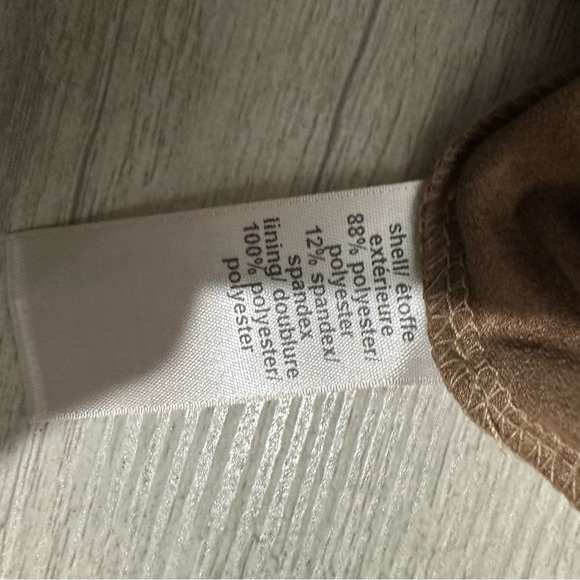 shell/ étoffe
extérieure
88% polyester/
polyester
12% spandex/
spandex
lining/ doublure
100% polyester/
polyester